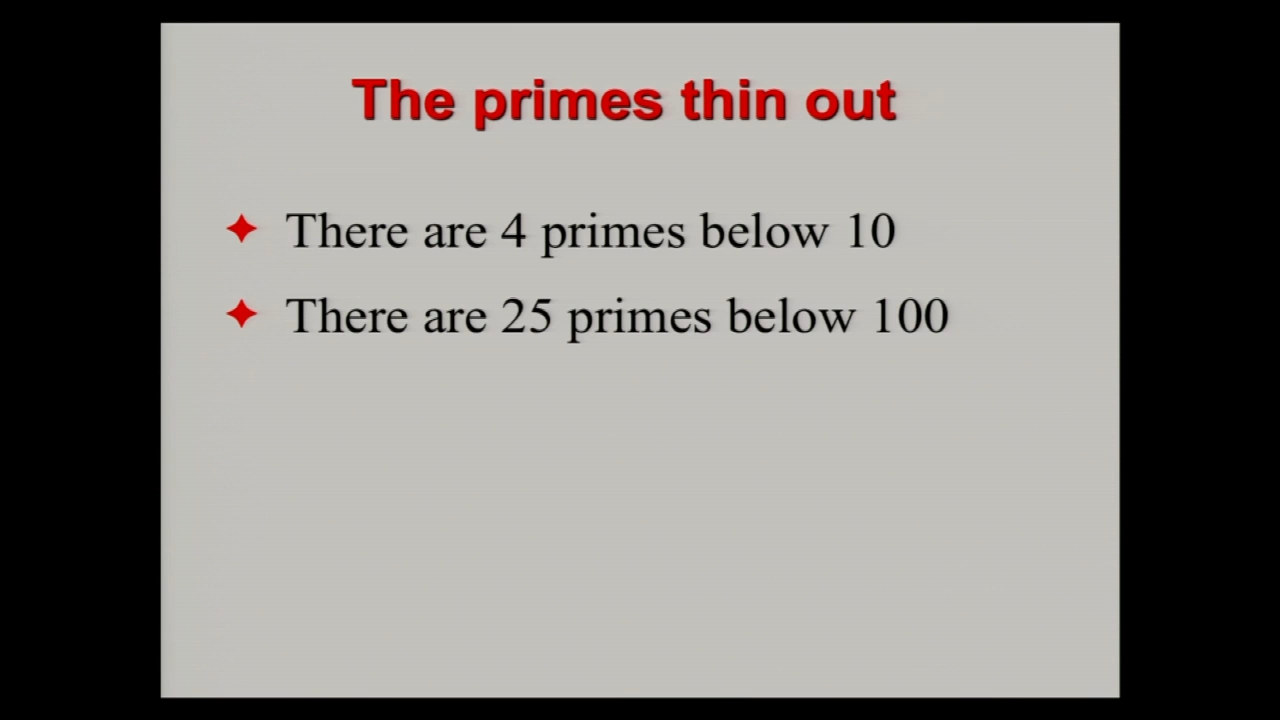 The primes thin out
There are 4 primes below 10
There are 25 primes below 100